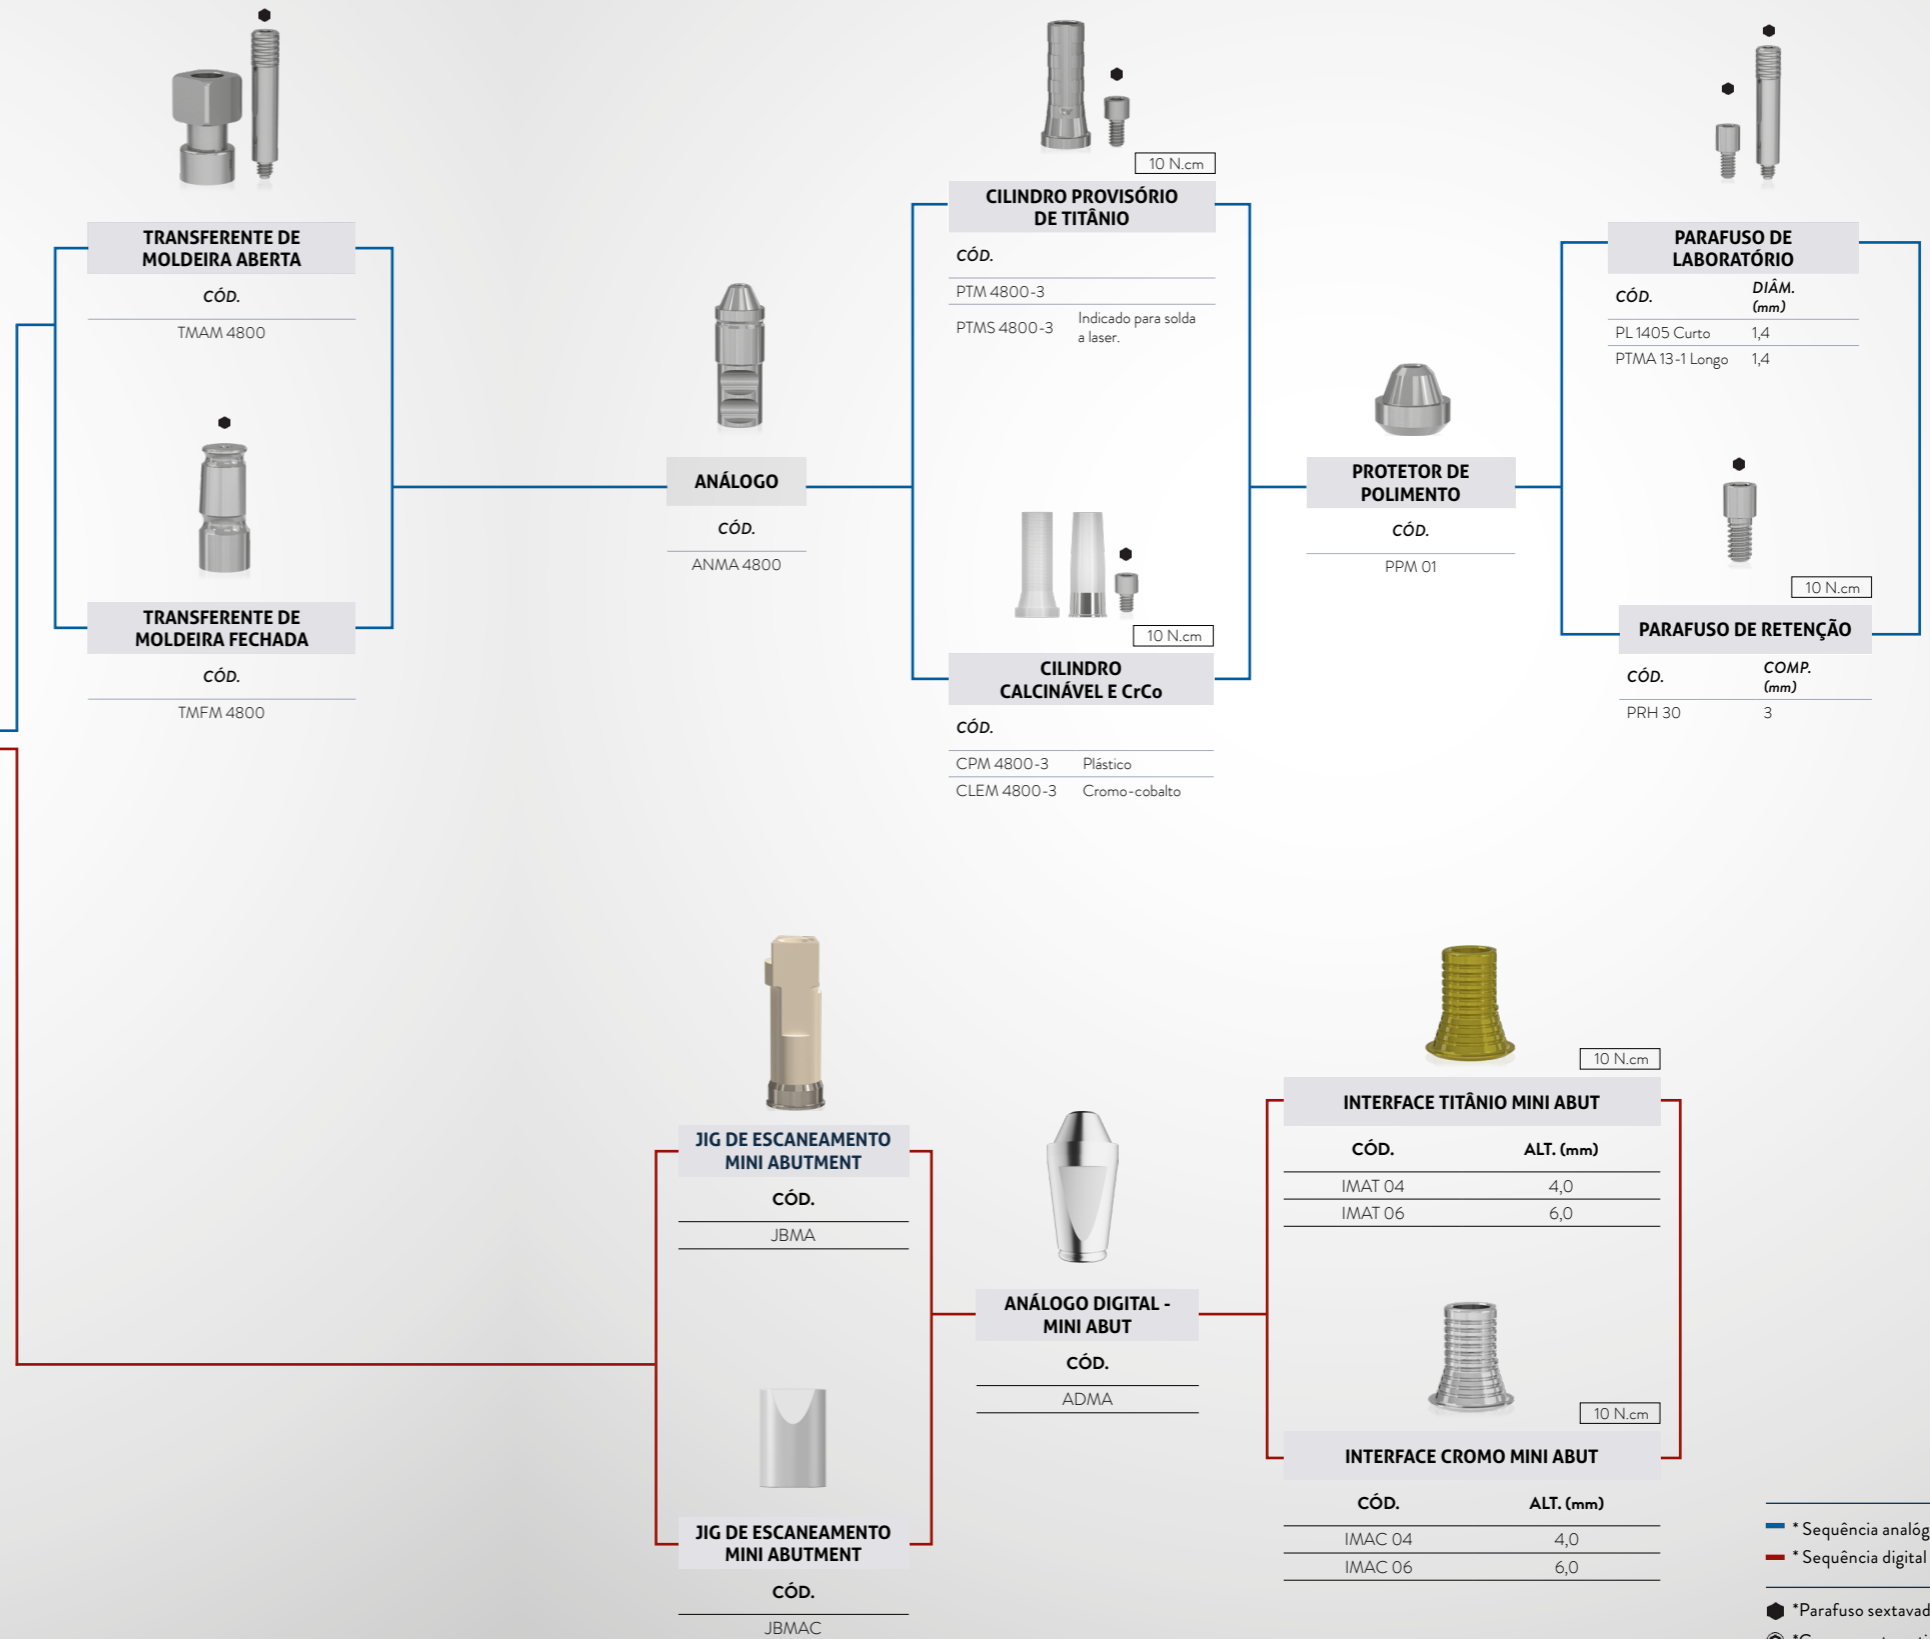 TRANSFERENTE DE
MOLDEIRA ABERTA
CÓD.
TMAM 4800
TRANSFERENTE DE
MOLDEIRA FECHADA
CÓD.
TMFM 4800
ANÁLOGO
CÓD.
ANMA 4800
10 N.cm
CILINDRO PROVISÓRIO
DE TITÂNIO
CÓD.
PTM 4800-3
PTMS 4800-3 Indicado para solda
a laser.
10 N.cm
CILINDRO
CALCINÁVEL E CrCo
CÓD.
CPM 4800-3 Plástico
CLEM 4800-3 Cromo-cobalto
PROTETOR DE
POLIMENTO
CÓD.
PPM 01
PARAFUSO DE
LABORATÓRIO
CÓD. DIÂM.
(mm)
PL 1405 Curto 1,4
PTMA 13-1 Longo 1,4
10 N.cm
PARAFUSO DE RETENÇÃO
CÓD. COMP.
(mm)
PRH 30 3
JIG DE ESCANEAMENTO
MINI ABUTMENT
CÓD.
JBMA
JIG DE ESCANEAMENTO
MINI ABUTMENT
CÓD.
JBMAC
ANÁLOGO DIGITAL -
MINI ABUT
CÓD.
ADMA
10 N.cm
INTERFACE TITÂNIO MINI ABUT
CÓD. ALT. (mm)
IMAT 04 4,0
IMAT 06 6,0
10 N.cm
INTERFACE CROMO MINI ABUT
CÓD. ALT. (mm)
IMAC 04 4,0
IMAC 06 6,0
* Sequência analóg
* Sequência digital
*Parafuso sextavad